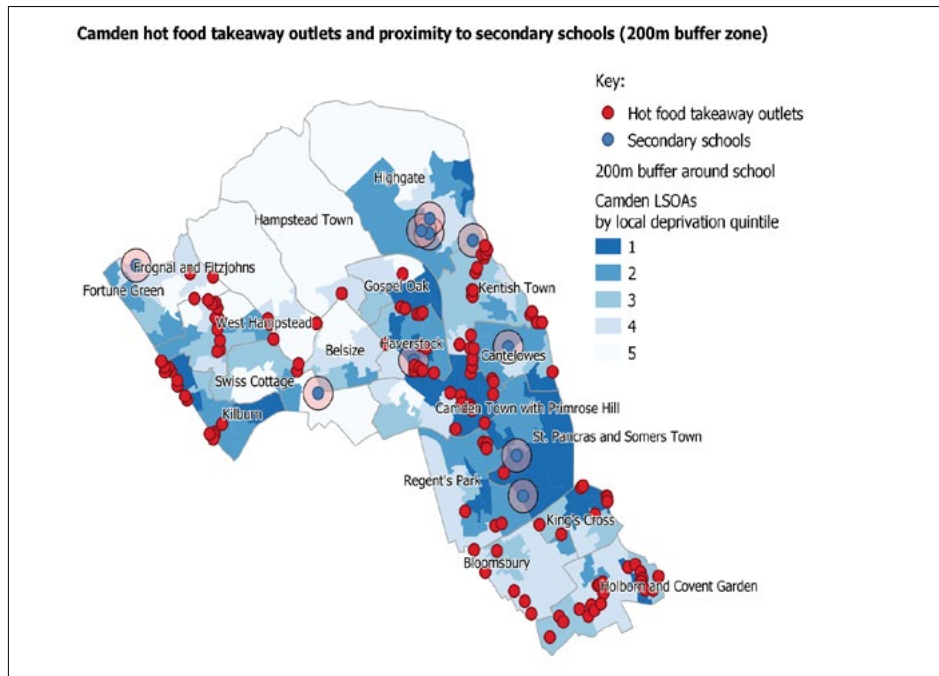 Camden hot food takeaway outlets and proximity to secondary schools (200m buffer zone)
Key:
Hot food takeaway outlets
Secondary schools
200m buffer around school
Camden LSOAs
by local deprivation quintile
1
2
3
4
5
Highgate
Hampstead Town
Frognal and Fitzjohns
Fortune Green
Gospel Oak
Kentish Town
West Hampstead
Belsize
Haverstock
Cantelowes
Swiss Cottage
Kilburn
Camden Town with Primrose Hill
St. Pancras and Somers Town
Regent's Park
King's Cross
Bloomsbury
Holborn and Covent Garden